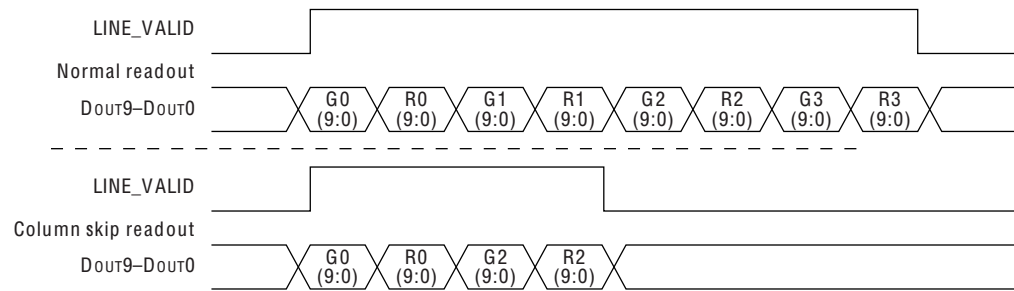 LINE_VALID
Normal readout
DOUT9–DOUT0
G0 (9:0) R0 (9:0) G1 (9:0) R1 (9:0) G2 (9:0) R2 (9:0) G3 (9:0) R3 (9:0)
LINE_VALID
Column skip readout
DOUT9–DOUT0
G0 (9:0) R0 (9:0) G2 (9:0) R2 (9:0)